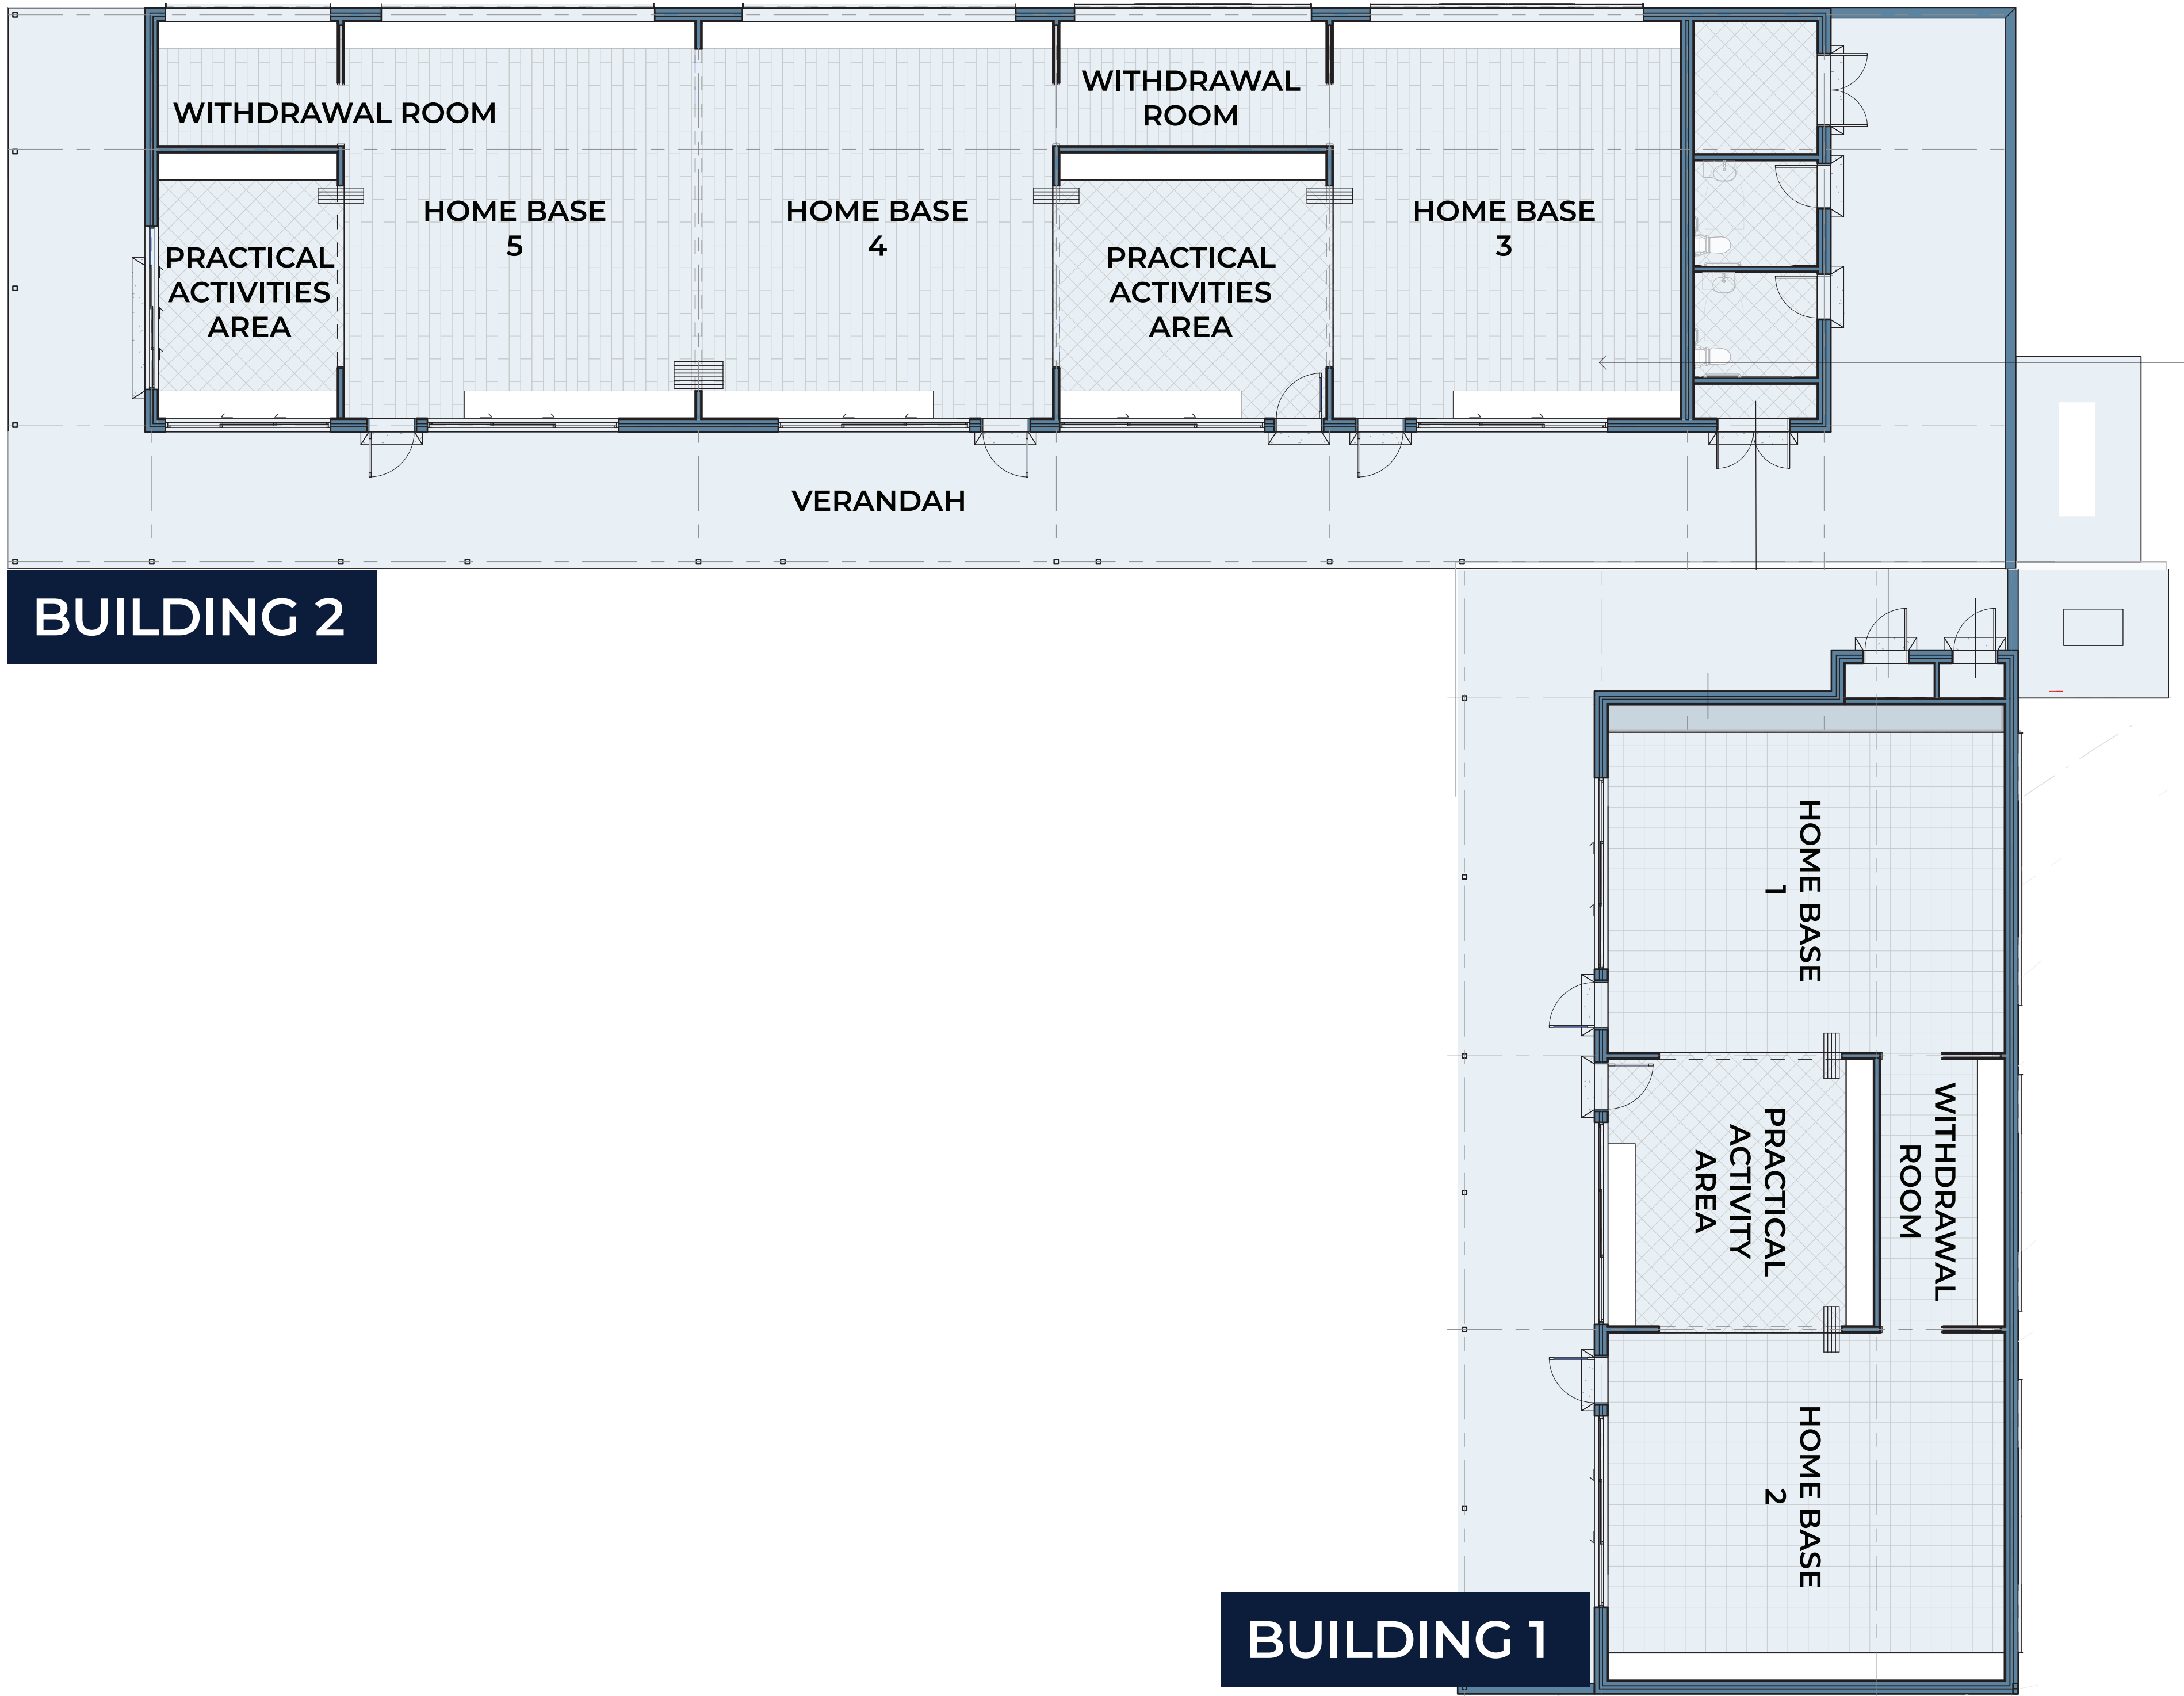 WITHDRAWAL ROOM
WITHDRAWAL
ROOM
HOME BASE
5
HOME BASE
4
HOME BASE
3
PRACTICAL
ACTIVITIES
AREA
PRACTICAL
ACTIVITIES
AREA
VERANDAH
BUILDING 2
HOME BASE
1
WITHDRAWAL
ROOM
PRACTICAL
ACTIVITY
AREA
HOME BASE
2
BUILDING 1